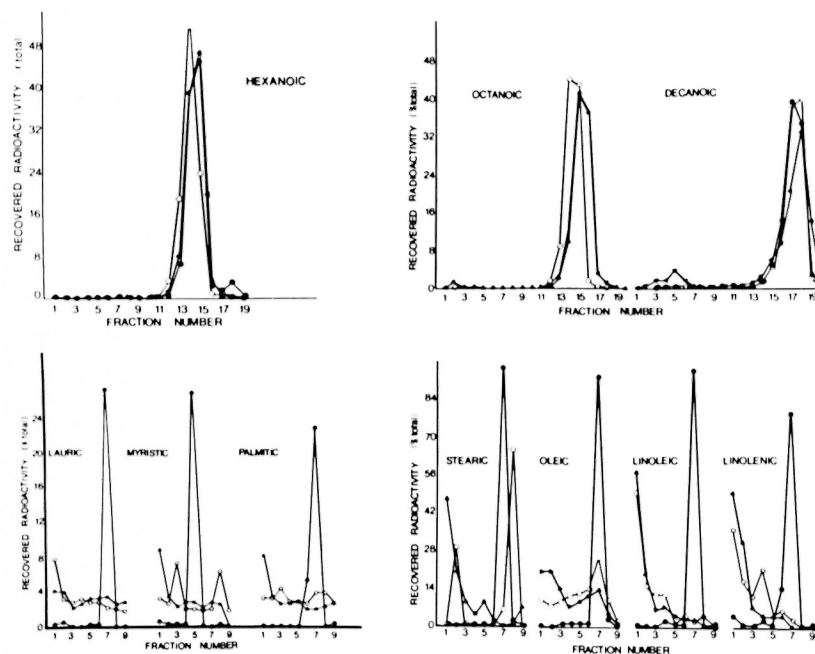 RECOVERED RADIOACTIVITY (% total)
48
40
32
24
16
8
0
HEXANOIC
1 3 5 7 9 11 13 15 17 19
FRACTION NUMBER
RECOVERED RADIOACTIVITY (% total)
48
40
32
24
16
8
0
OCTANOIC
DECANOIC
1 3 5 7 9 11 13 15 17 19 1 3 5 7 9 11 13 15 17 19
FRACTION NUMBER
RECOVERED RADIOACTIVITY (% total)
24
20
16
12
8
4
0
LAURIC
MYRISTIC
PALMITIC
1 3 5 7 9 1 3 5 7 9 1 3 5 7 9
FRACTION NUMBER
RECOVERED RADIOACTIVITY (% total)
84
70
56
42
28
14
0
STEARIC
OLEIC
LINOLEIC
LINOLENIC
1 3 5 7 9 1 3 5 7 9 1 3 5 7 9 1 3 5 7 9
FRACTION NUMBER